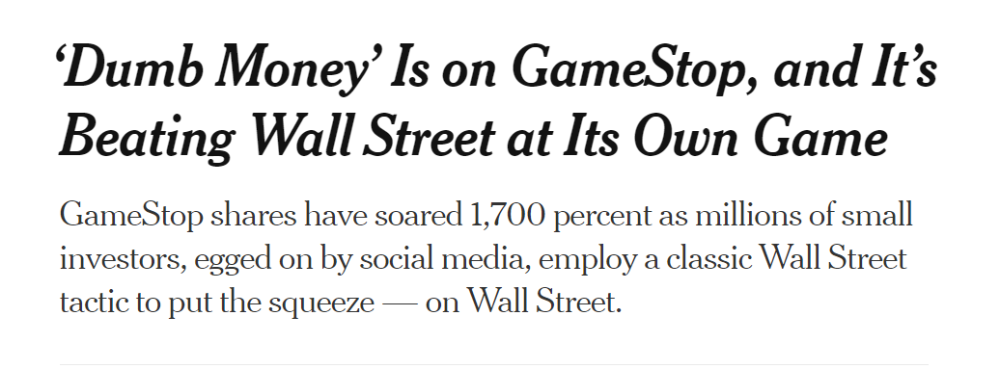 ‘Dumb Money’ Is on GameStop, and It’s
Beating Wall Street at Its Own Game
GameStop shares have soared 1,700 percent as millions of small
investors, egged on by social media, employ a classic Wall Street
tactic to put the squeeze — on Wall Street.